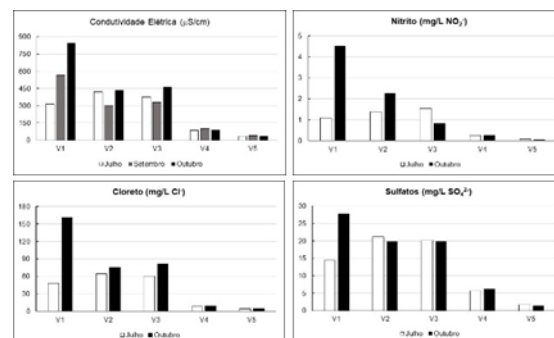 Condutividade Elétrica (µS/cm)
900
750
600
450
300
150
0
V1 V2 V3 V4 V5
Julho Setembro Outubro
Nitrito (mg/L NO₂⁻)
5
4
3
2
1
0
V1 V2 V3 V4 V5
Julho Outubro
Cloreto (mg/L Cl⁻)
180
150
120
90
60
30
0
V1 V2 V3 V4 V5
Julho Outubro
Sulfatos (mg/L SO₄²⁻)
30
25
20
15
10
5
0
V1 V2 V3 V4 V5
Julho Outubro